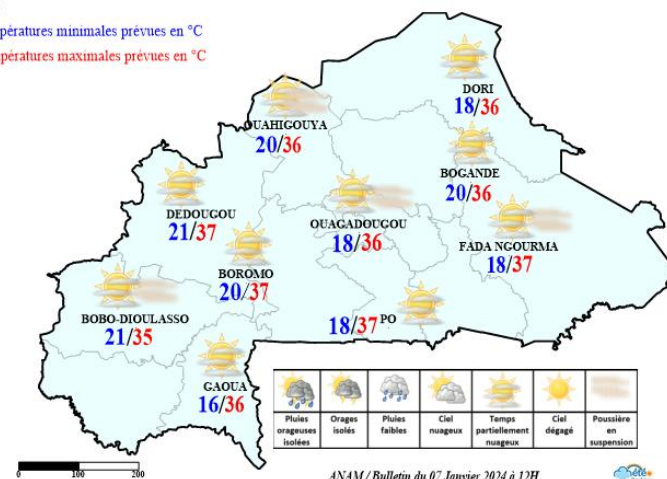 pératures minimales prévues en °C
pératures maximales prévues en °C
DORI
18/36
OUAHIGOUYA
20/36
BOGANDE
20/36
DEDOUGOU
21/37
OUAGADOUGOU
18/36
FADA NGOURMA
18/37
BOROMO
20/37
BOBO-DIOULASSO
21/35
18/37 PO
GAOUA
16/36
Pluies orageuses isolées
Orages isolés
Pluies faibles
Ciel nuageux
Temps partiellement nuageux
Ciel dégagé
Poussière en suspension
0 100 200
ANAM / Bulletin du 07 Janvier 2024 à 12H